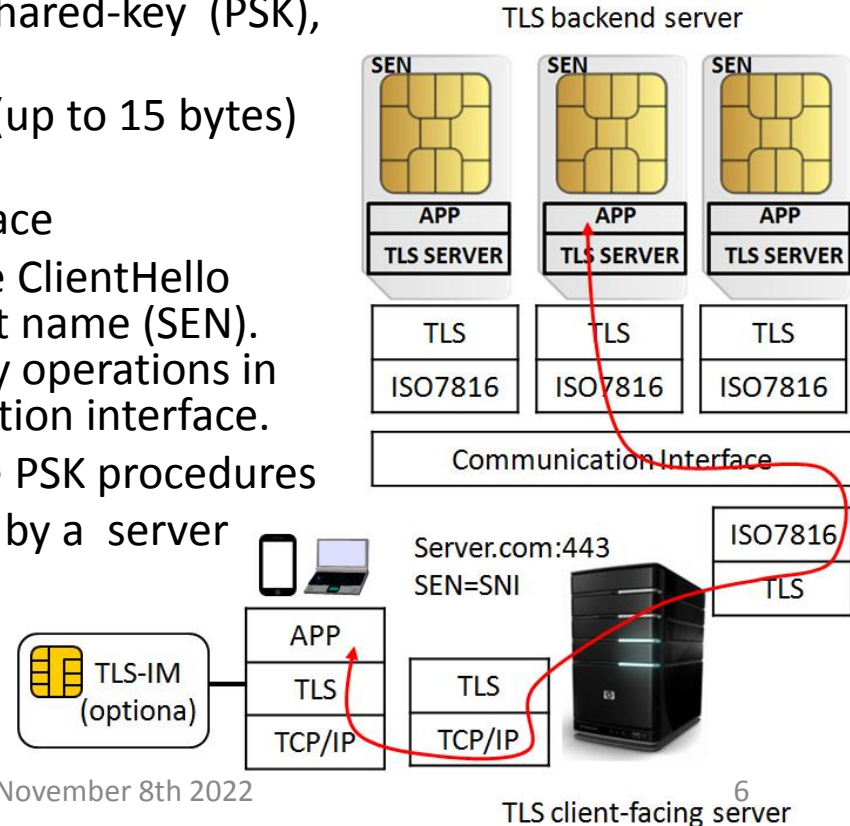 hared-key (PSK),
(up to 15 bytes)
ace
e ClientHello
t name (SEN).
y operations in
tion interface.
e PSK procedures
by a server
TLS backend server
SEN SEN SEN
APP APP APP
TLS SERVER TLS SERVER TLS SERVER
TLS TLS TLS
ISO7816 ISO7816 ISO7816
Communication Interface
ISO7816
TLS
Server.com:443
SEN=SNI
APP
TLS
TCP/IP
TLS
TCP/IP
TLS-IM
(optiona)
November 8th 2022
6
TLS client-facing server